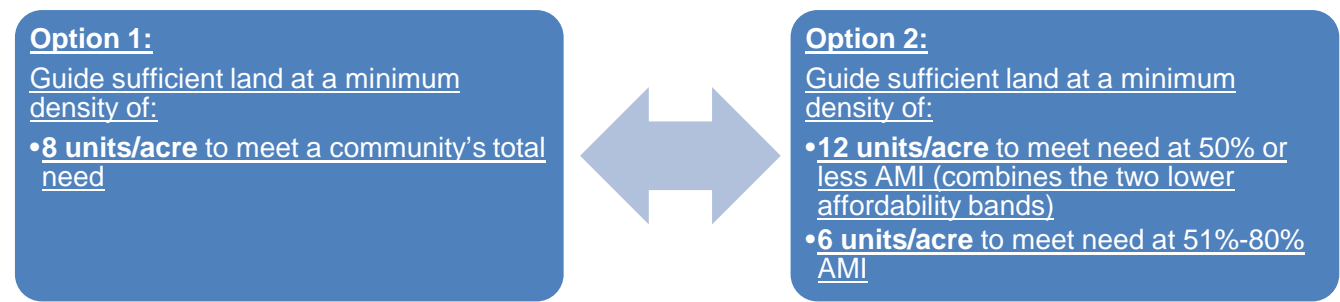 Option 1:
Guide sufficient land at a minimum
density of:
•8 units/acre to meet a community's total
need
Option 2:
Guide sufficient land at a minimum
density of:
•12 units/acre to meet need at 50% or
less AMI (combines the two lower
affordability bands)
•6 units/acre to meet need at 51%-80%
AMI